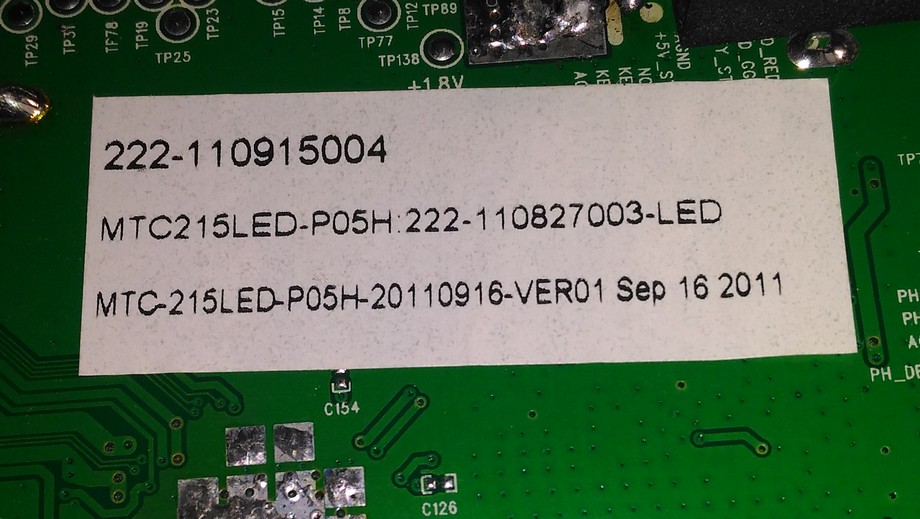 TP29
TP31
TF78
TP19
TP25
TP23
TP15
TP14
TP8
TP77
TP12
TP89
TP138
+1.8V
222-110915004
MTC215LED-P05H:222-110827003-LED
MTC-215LED-P05H-20110916-VER01 Sep 16 2011
C154
C126